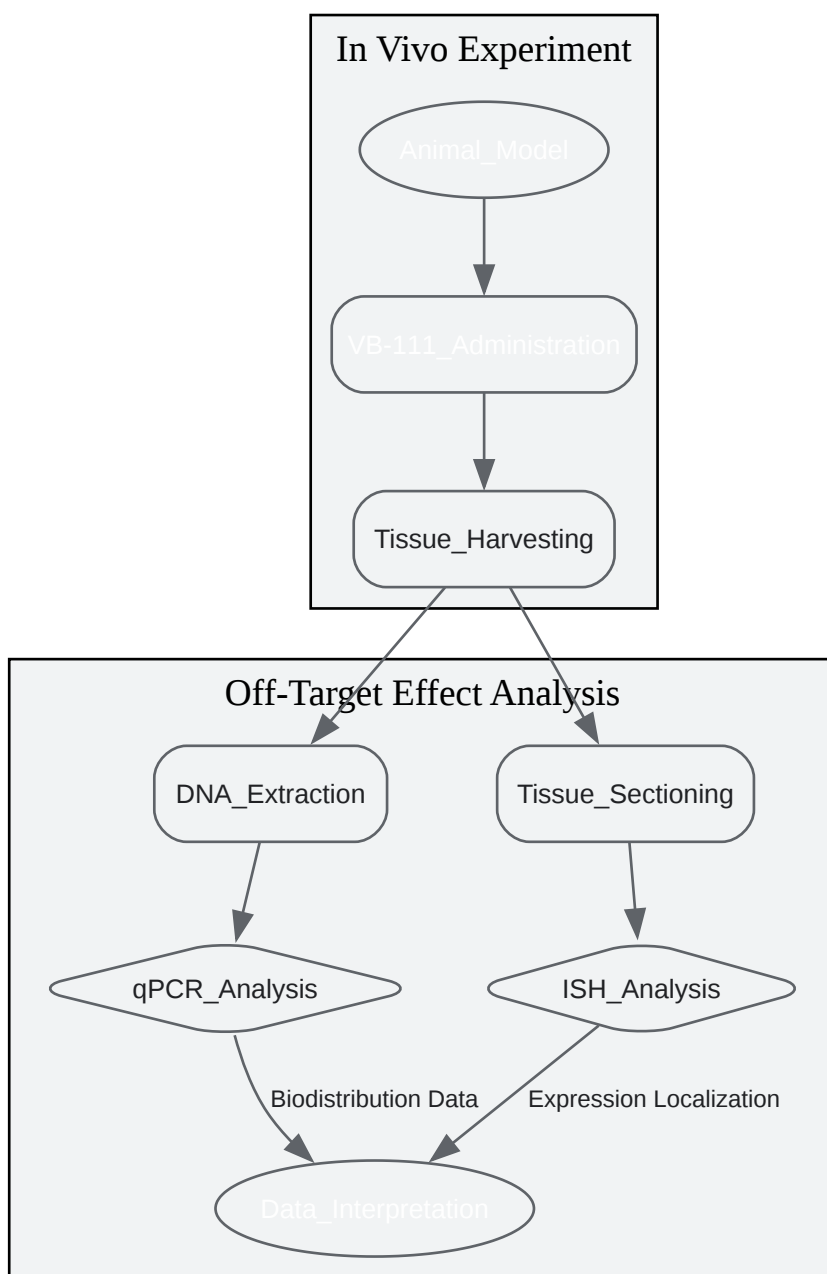 In Vivo Experiment
Animal_Model
VB-111_Administration
Tissue_Harvesting
Off-Target Effect Analysis
DNA_Extraction
Tissue_Sectioning
qPCR_Analysis
ISH_Analysis
Biodistribution Data
Expression Localization
Data_Interpretation